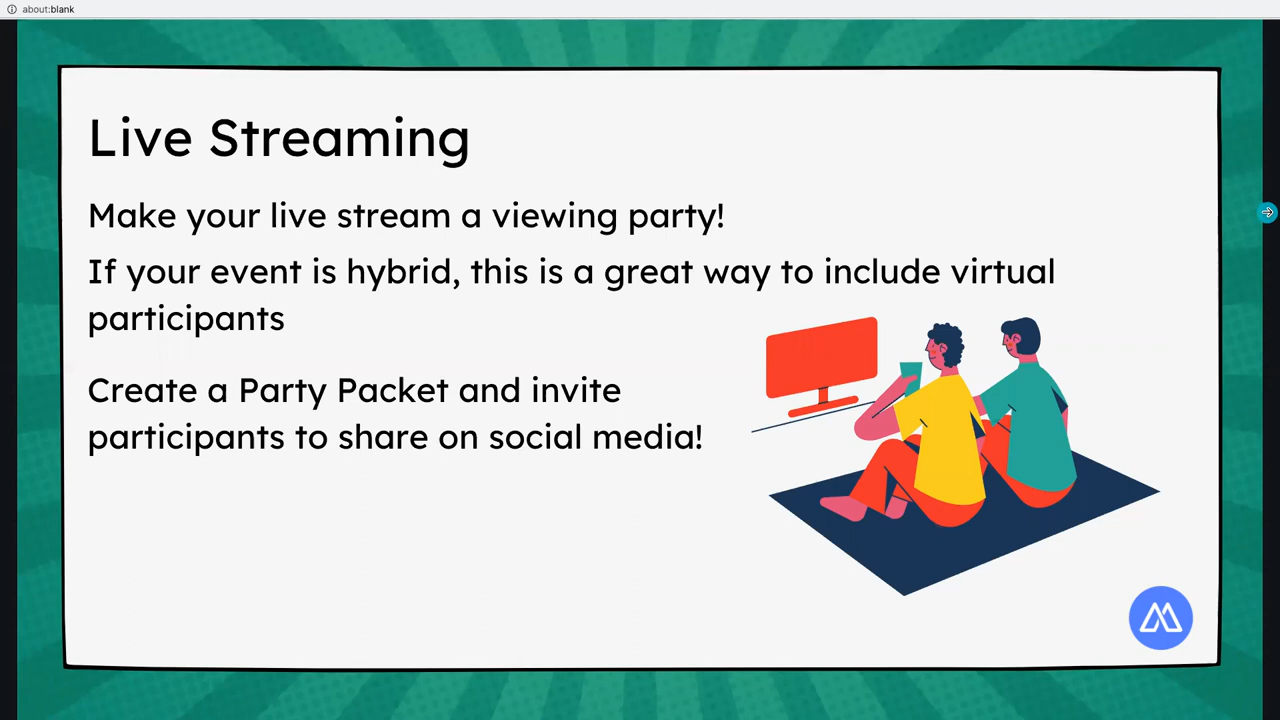 about:blank
Live Streaming
Make your live stream a viewing party!
If your event is hybrid, this is a great way to include virtual
participants
Create a Party Packet and invite
participants to share on social media!